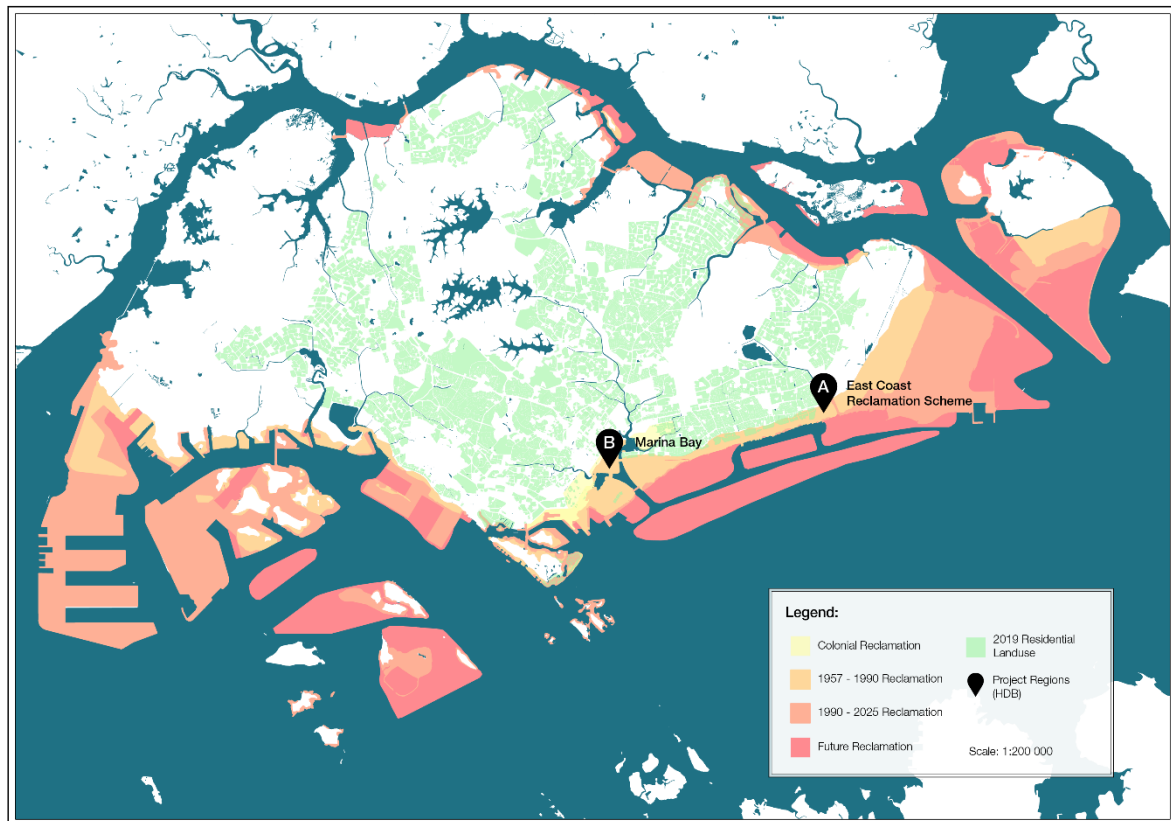 A
East Coast
Reclamation Scheme
B
Marina Bay
Legend:
Colonial Reclamation
1957 - 1990 Reclamation
1990 - 2025 Reclamation
Future Reclamation
2019 Residential
Landuse
Project Regions
(HDB)
Scale: 1:200 000